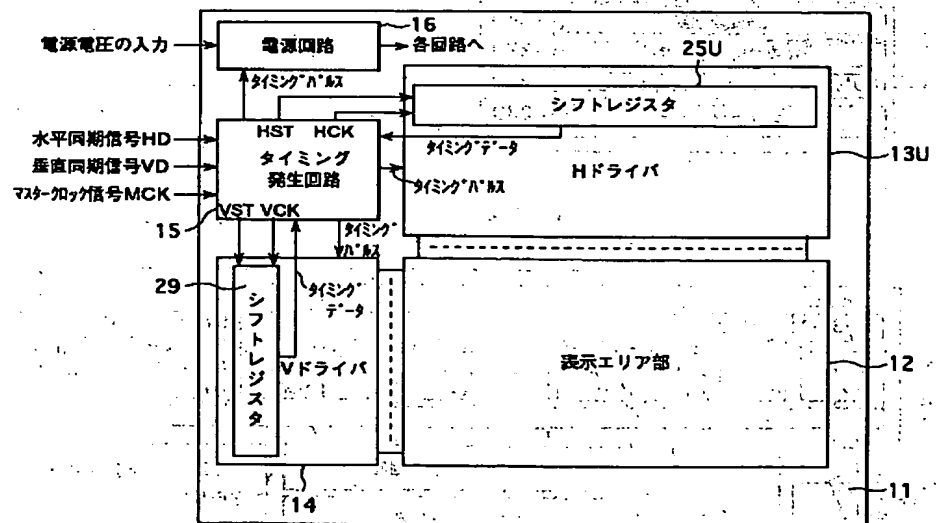 16
電源電圧の入力
電源回路
各回路へ
25U
タイミングパルス
シフトレジスタ
HST HCK
水平同期信号HD
タイミング
発生回路
タイミングデータ
13U
垂直同期信号VD
Hドライバ
タイミングパルス
マスタークロック信号MCK
VST VCK
15
タイミング
パルス
29
シフトレジスタ
タイミング
データ
Vドライバ
表示エリア部
12
14
11